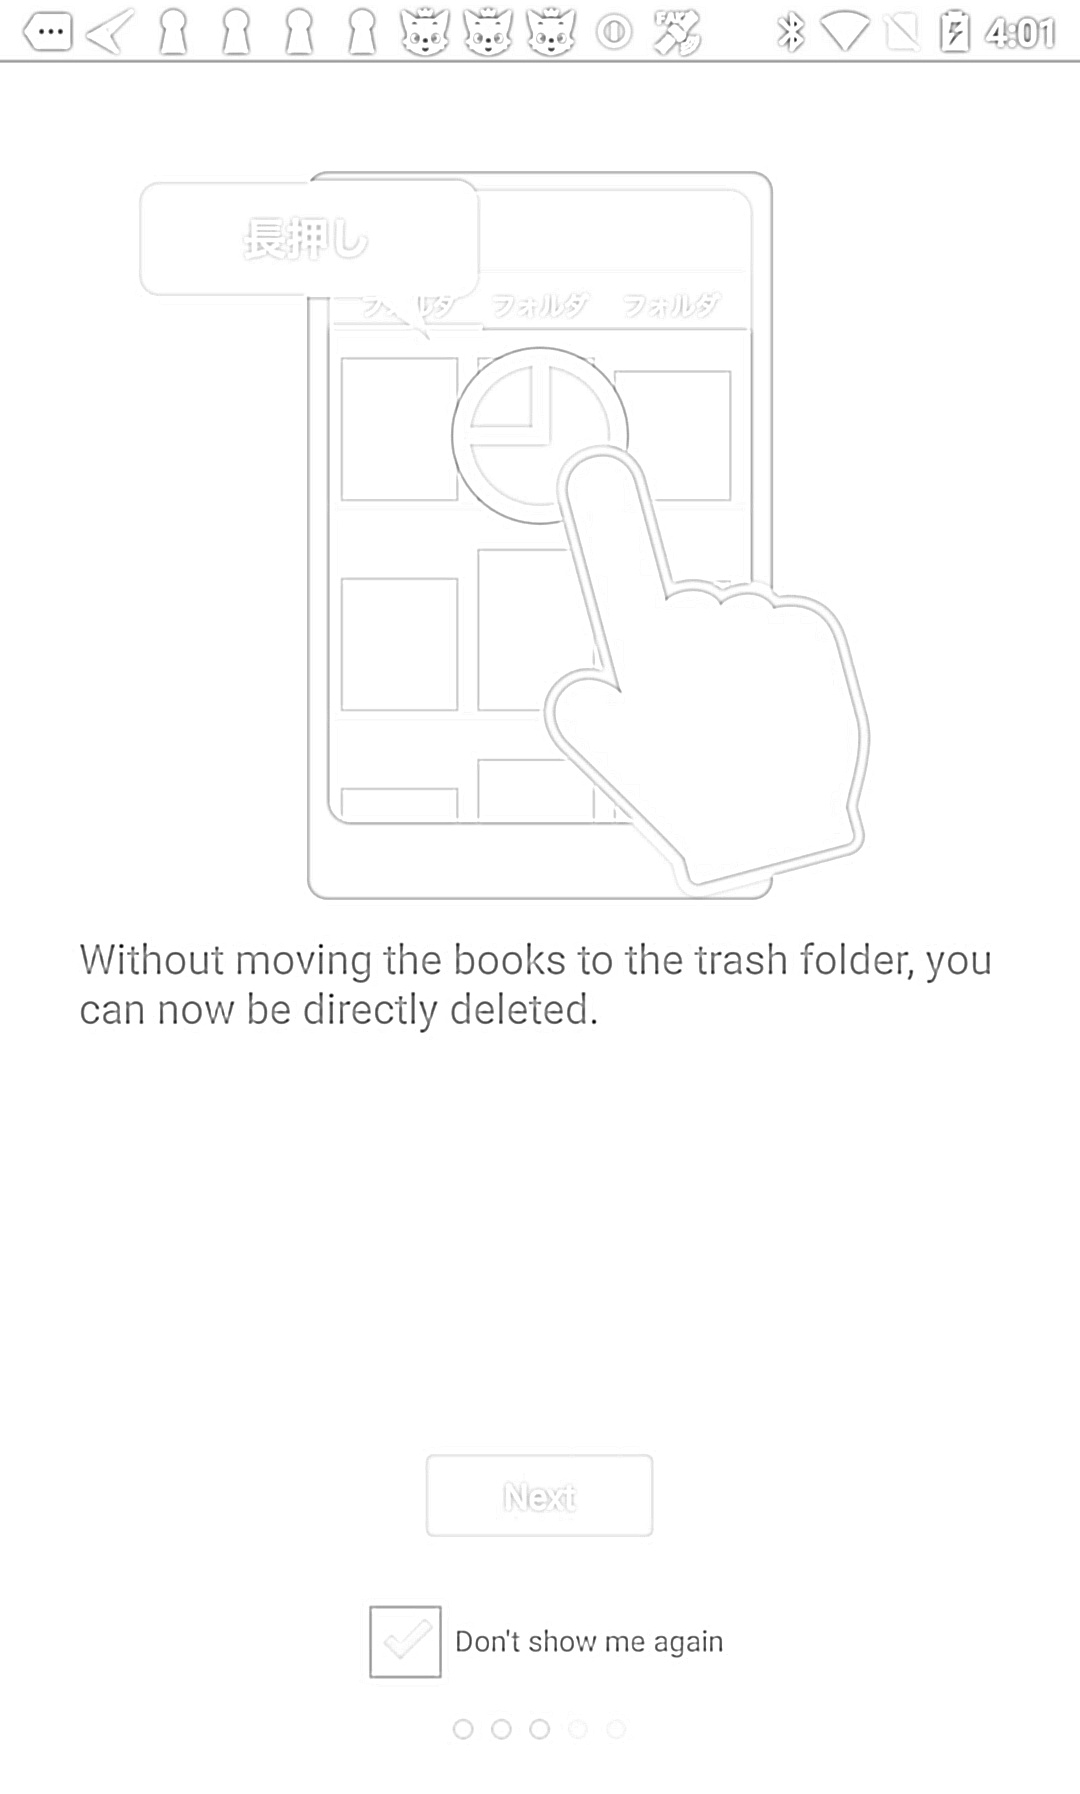 4:01
長押し
フォルダ フォルダ
Without moving the books to the trash folder, you
can now be directly deleted.
Next
Don't show me again